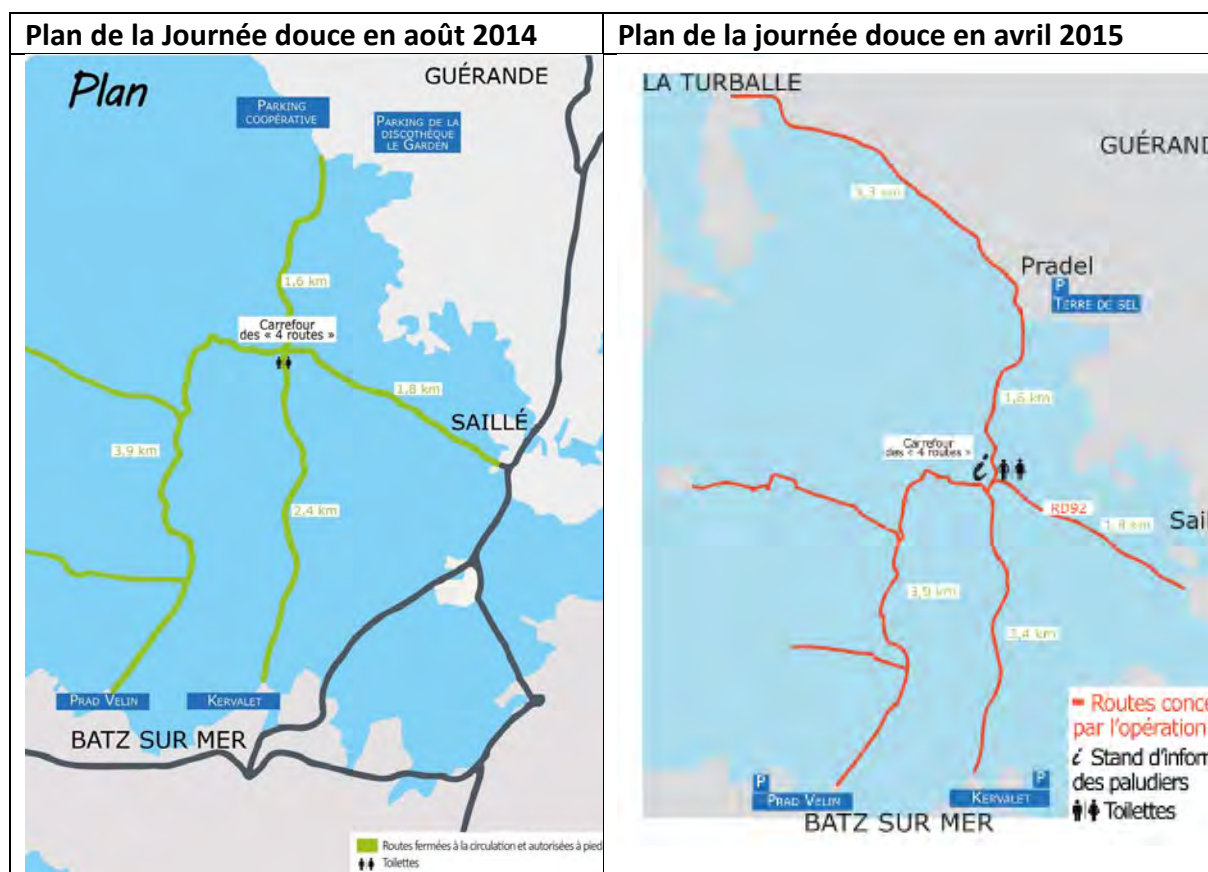 Plan de la Journée douce en août 2014
Plan de la journée douce en avril 2015
Plan
GUÉRANDE
PARKING
COOPÉRATIVE
PARKING DE LA
DISCOTHÈQUE
LE GARDEN
1,6 km
Carrefour
des « 4 routes »
1,8 km
SAILLÉ
3,9 km
2,4 km
PRAD VELIN
KERVALET
BATZ SUR MER
Routes fermées à la circulation et autorisées à pied
Toilettes
LA TURBALLE
GUÉRAND
3,3 km
Pradel
P
TERRE DE SEL
1,6 km
Carrefour
des « 4 routes »
i
RD92
1,8 km
Sail
3,9 km
2,4 km
P
PRAD VELIN
P
KERVALET
BATZ SUR MER
Routes conce
par l'opération
i Stand d'inform
des paludiers
Toilettes